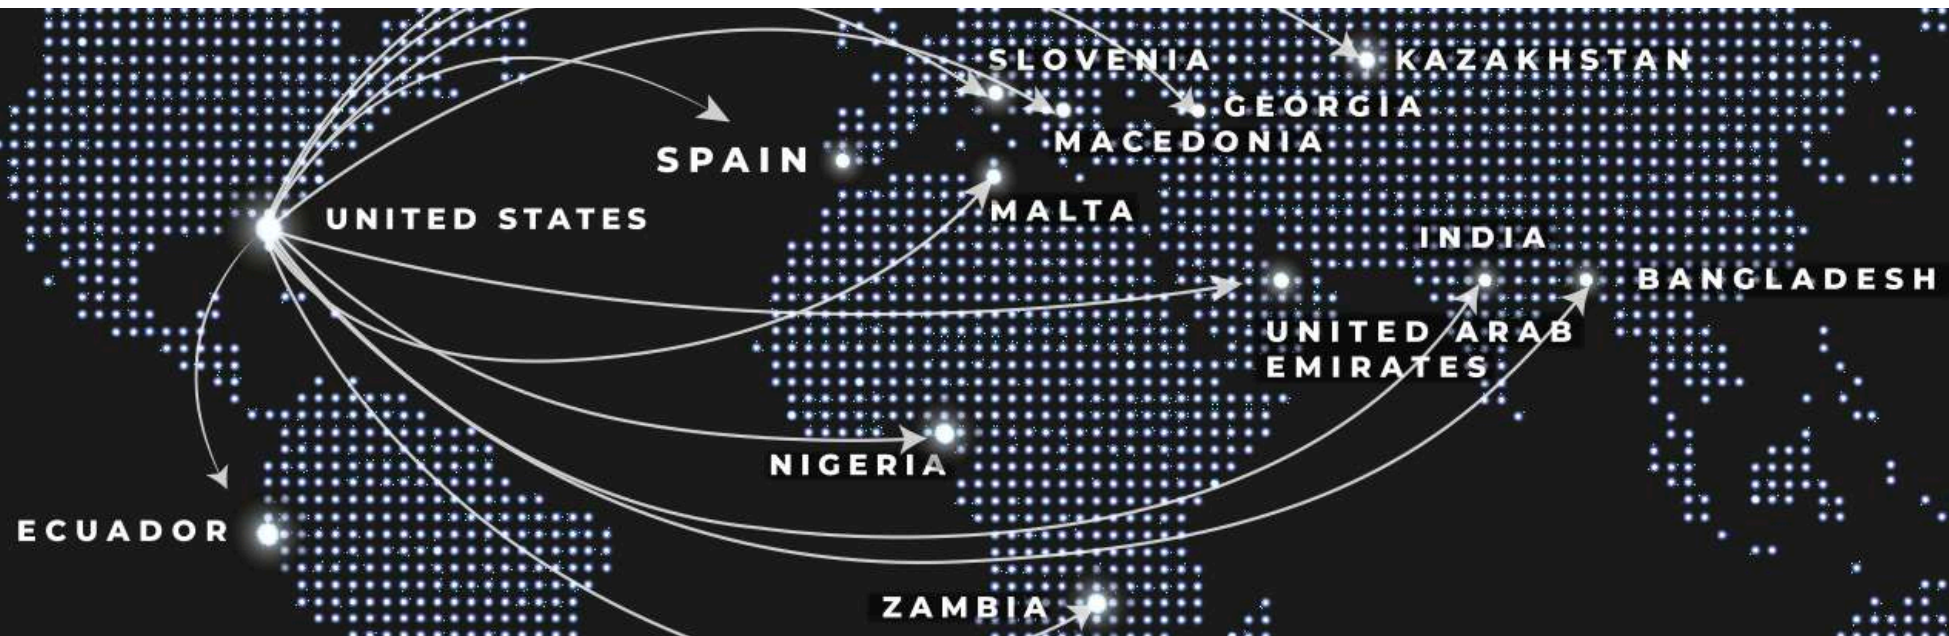 SLOVENIA
KAZAKHSTAN
GEORGIA
MACEDONIA
SPAIN
MALTA
UNITED STATES
INDIA
BANGLADESH
UNITED ARAB
EMIRATES
NIGERIA
ECUADOR
ZAMBIA